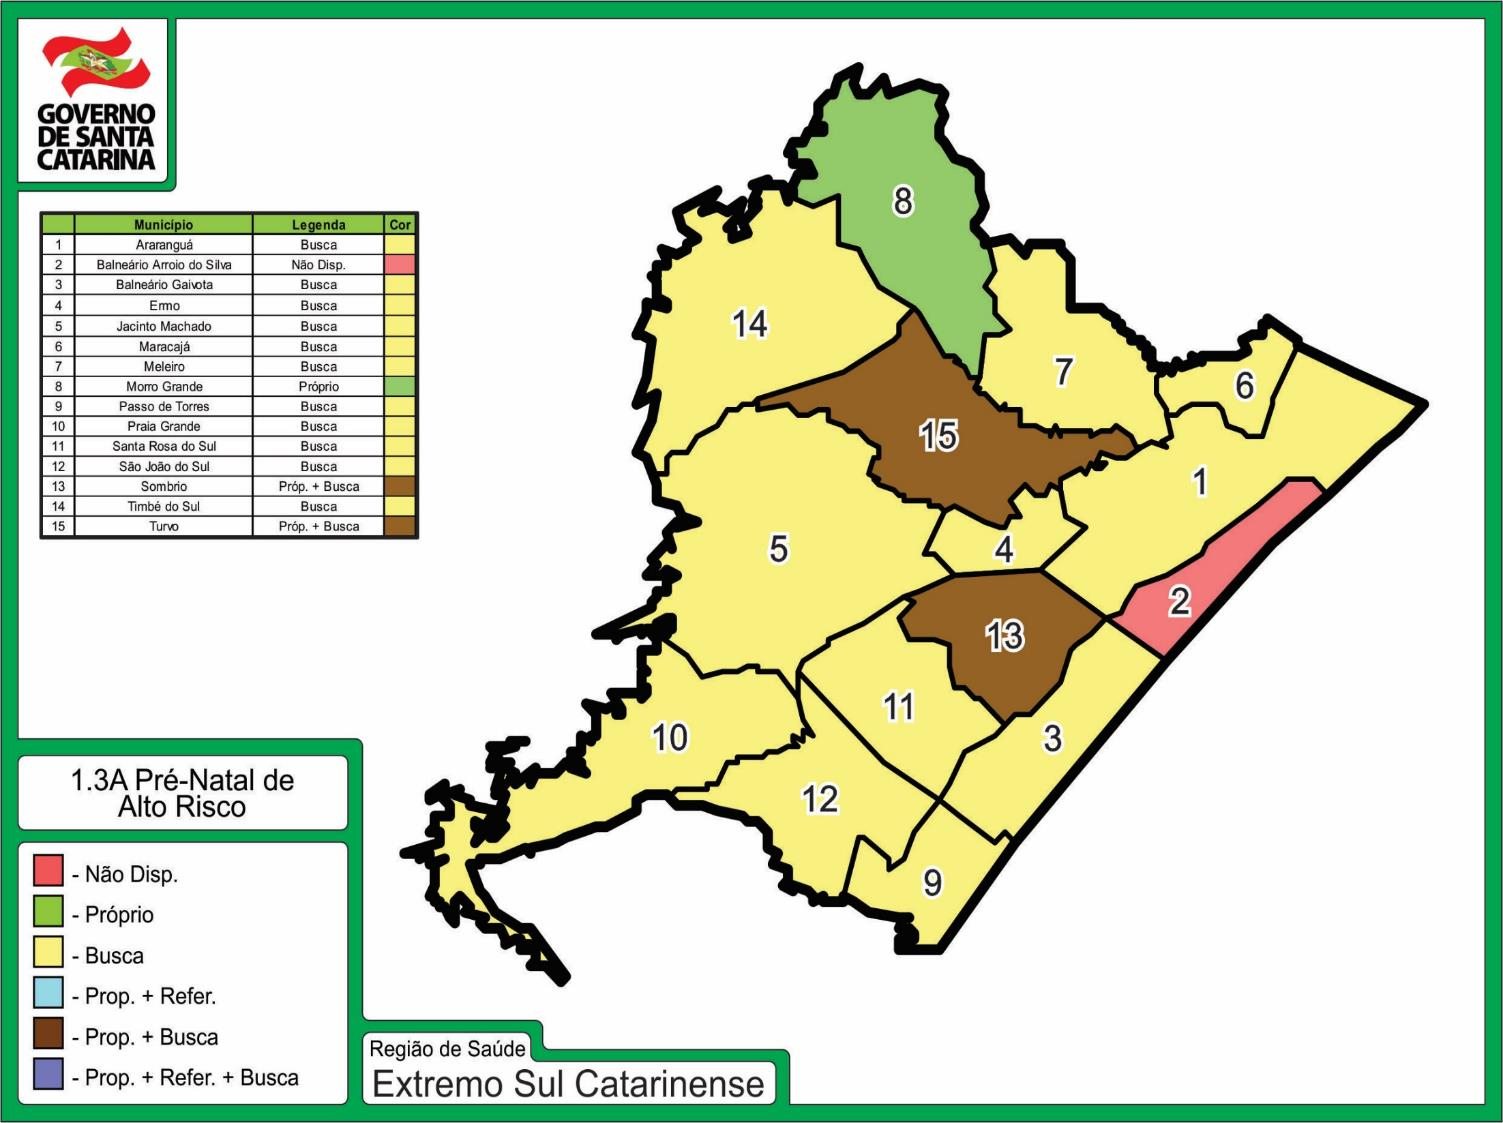 GOVERNO
DE SANTA
CATARINA
Município Legenda Cor
1 Araranguá Busca
2 Balneário Arroio do Silva Não Disp.
3 Balneário Gaivota Busca
4 Ermo Busca
5 Jacinto Machado Busca
6 Maracajá Busca
7 Meleiro Busca
8 Morro Grande Próprio
9 Passo de Torres Busca
10 Praia Grande Busca
11 Santa Rosa do Sul Busca
12 São João do Sul Busca
13 Sombrio Próp. + Busca
14 Timbé do Sul Busca
15 Turvo Próp. + Busca
8
14
7
6
15
1
5
4
2
13
11
10
3
12
9
1.3A Pré-Natal de
Alto Risco
- Não Disp.
- Próprio
- Busca
- Prop. + Refer.
- Prop. + Busca
- Prop. + Refer. + Busca
Região de Saúde
Extremo Sul Catarinense